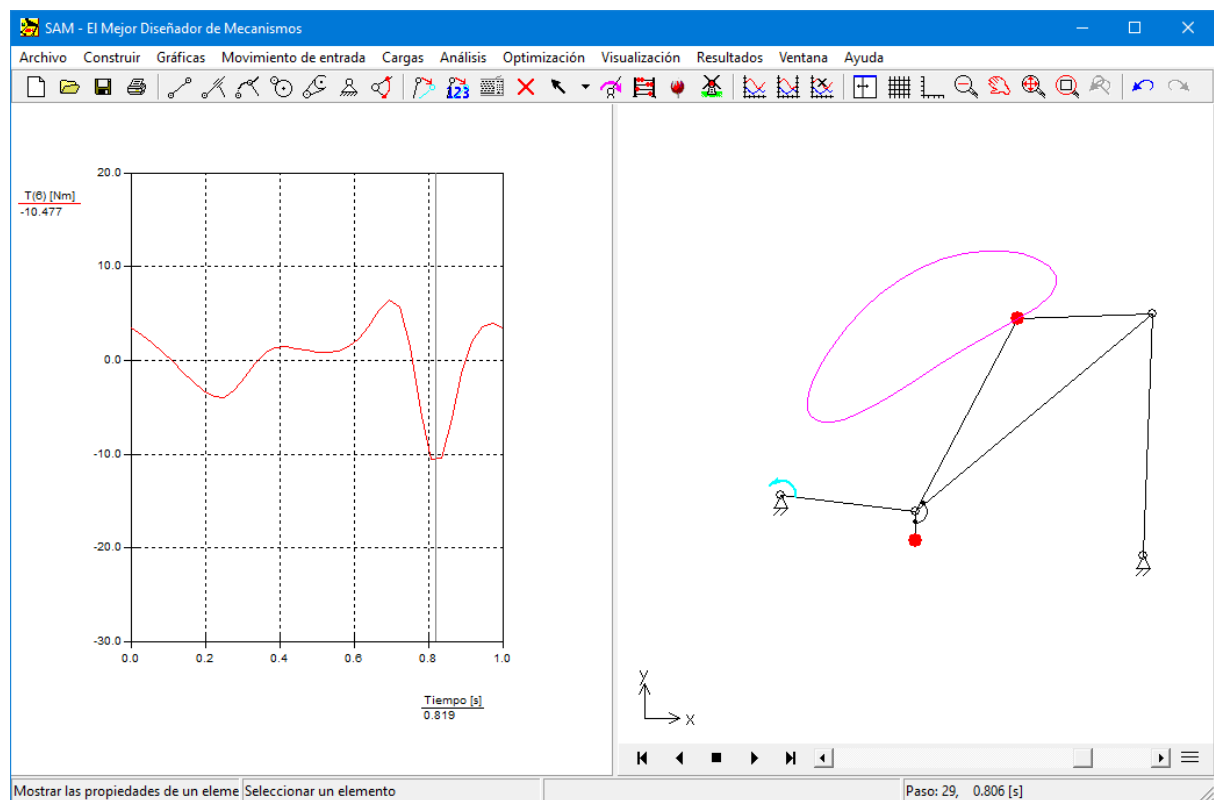 SAM - El Mejor Diseñador de Mecanismos
Archivo Construir Gráficas Movimiento de entrada Cargas Análisis Optimización Visualización Resultados Ventana Ayuda
123
T(6) [Nm]
-10.477
20.0
10.0
0.0
-10.0
-20.0
-30.0
0.0 0.2 0.4 0.6 0.8 1.0
Tiempo [s]
0.819
y
x
Mostrar las propiedades de un eleme Seleccionar un elemento Paso: 29, 0.806 [s]